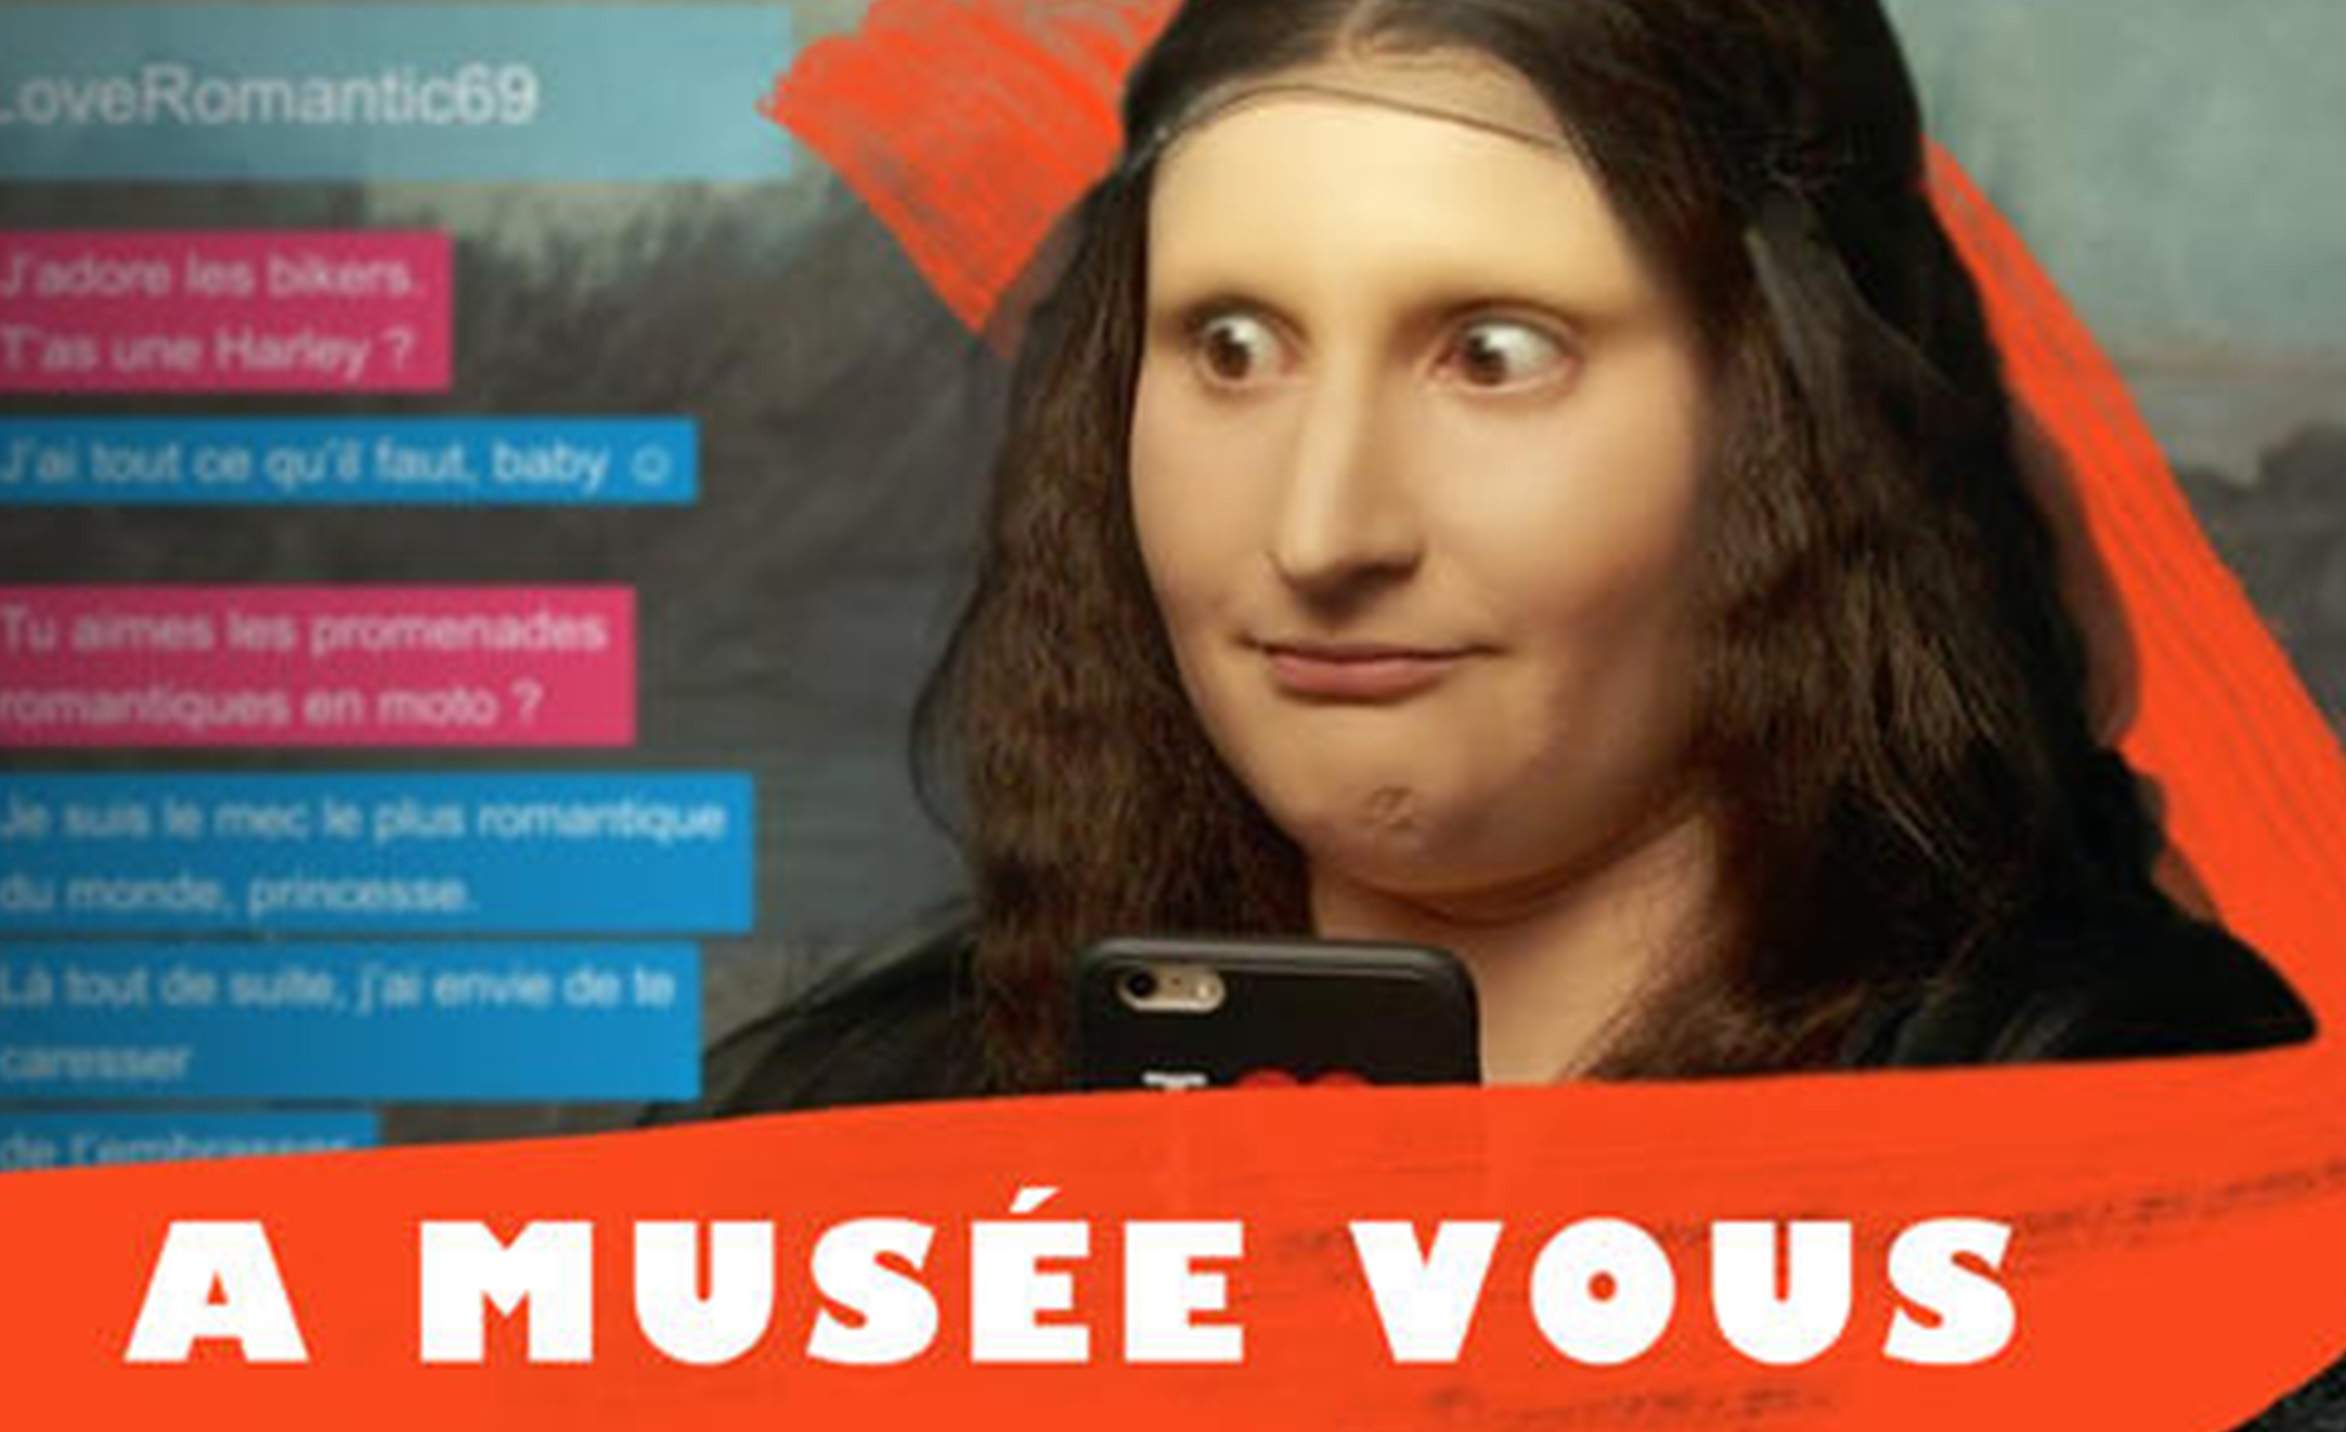 LoveRomantic69
J'adore les bikers.
T'as une Harley ?
J'ai tout ce qu'il faut, baby ☺
Tu aimes les promenades
romantiques en moto ?
Je suis le mec le plus romantique
du monde, princesse.
Là tout de suite, j'ai envie de te
caresser
de t'embrasser
A MUSÉE VOUS